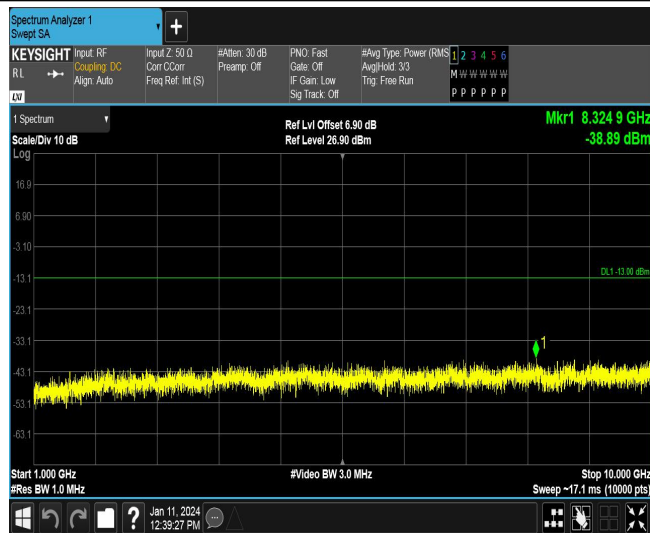 Spectrum Analyzer 1
Swept SA
+
KEYSIGHT
RL
LXI
Input: RF
Coupling: DC
Align: Auto
Input Z: 50 Ω
Corr CCorr
Freq Ref: Int (S)
#Atten: 30 dB
Preamp: Off
PNO: Fast
Gate: Off
IF Gain: Low
Sig Track: Off
#Avg Type: Power (RMS
Avg|Hold: 3/3
Trig: Free Run
1 2 3 4 5 6
M W W W W W
P P P P P P
1 Spectrum
Scale/Div 10 dB
Log
Ref Lvl Offset 6.90 dB
Ref Level 26.90 dBm
Mkr1 8.324 9 GHz
-38.89 dBm
16.9
6.90
-3.10
DL1 -13.00 dBm
-13.1
-23.1
-33.1
1
-43.1
-53.1
-63.1
Start 1.000 GHz
#Video BW 3.0 MHz
Stop 10.000 GHz
#Res BW 1.0 MHz
Sweep ~17.1 ms (10000 pts)
?
Jan 11, 2024
12:39:27 PM